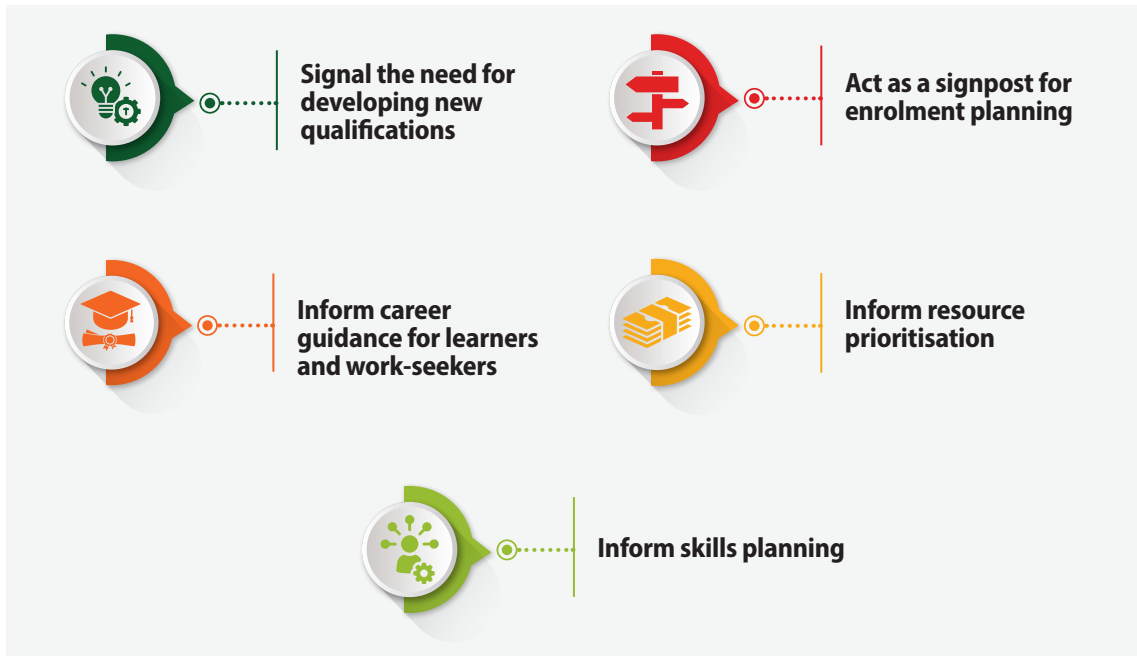 Signal the need for
developing new
qualifications
Act as a signpost for
enrolment planning
Inform career
guidance for learners
and work-seekers
Inform resource
prioritisation
Inform skills planning